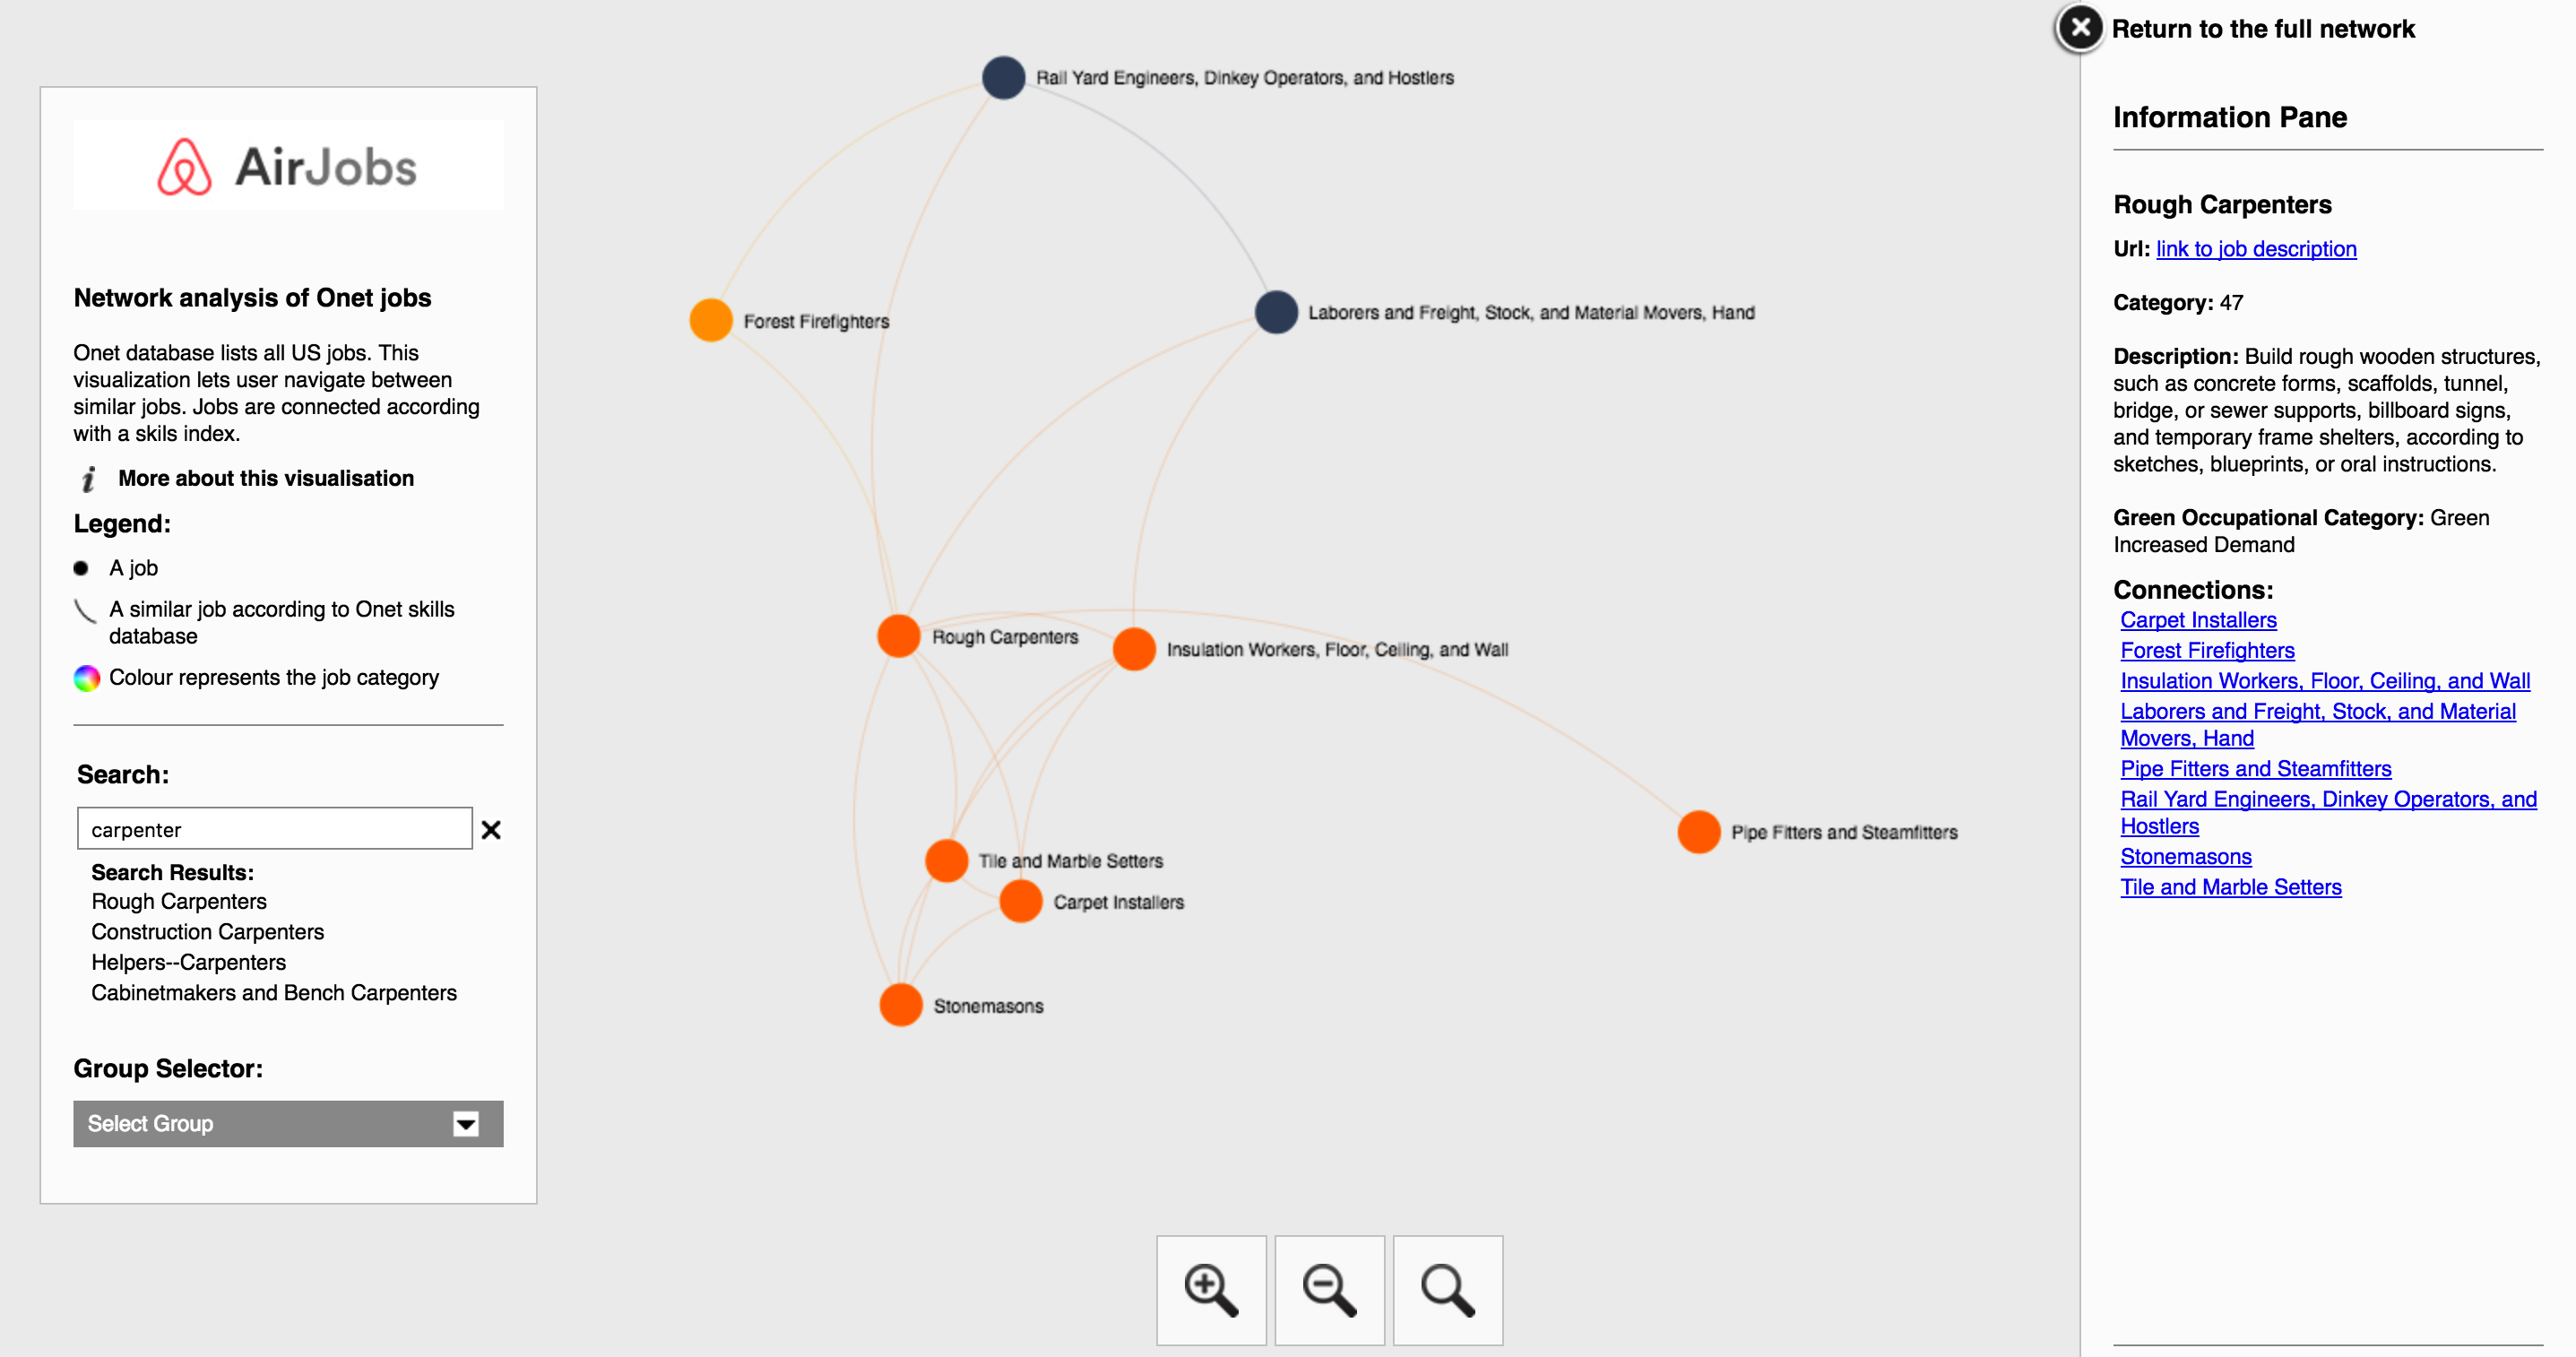 AirJobs
Network analysis of Onet jobs
Onet database lists all US jobs. This
visualization lets user navigate between
similar jobs. Jobs are connected according
with a skils index.
More about this visualisation
Legend:
A job
A similar job according to Onet skills
database
Colour represents the job category
Search:
carpenter
Search Results:
Rough Carpenters
Construction Carpenters
Helpers--Carpenters
Cabinetmakers and Bench Carpenters
Group Selector:
Select Group
Rail Yard Engineers, Dinkey Operators, and Hostlers
Forest Firefighters
Laborers and Freight, Stock, and Material Movers, Hand
Rough Carpenters
Insulation Workers, Floor, Ceiling, and Wall
Pipe Fitters and Steamfitters
Tile and Marble Setters
Carpet Installers
Stonemasons
Return to the full network
Information Pane
Rough Carpenters
Url: link to job description
Category: 47
Description: Build rough wooden structures,
such as concrete forms, scaffolds, tunnel,
bridge, or sewer supports, billboard signs,
and temporary frame shelters, according to
sketches, blueprints, or oral instructions.
Green Occupational Category: Green
Increased Demand
Connections:
Carpet Installers
Forest Firefighters
Insulation Workers, Floor, Ceiling, and Wall
Laborers and Freight, Stock, and Material
Movers, Hand
Pipe Fitters and Steamfitters
Rail Yard Engineers, Dinkey Operators, and
Hostlers
Stonemasons
Tile and Marble Setters